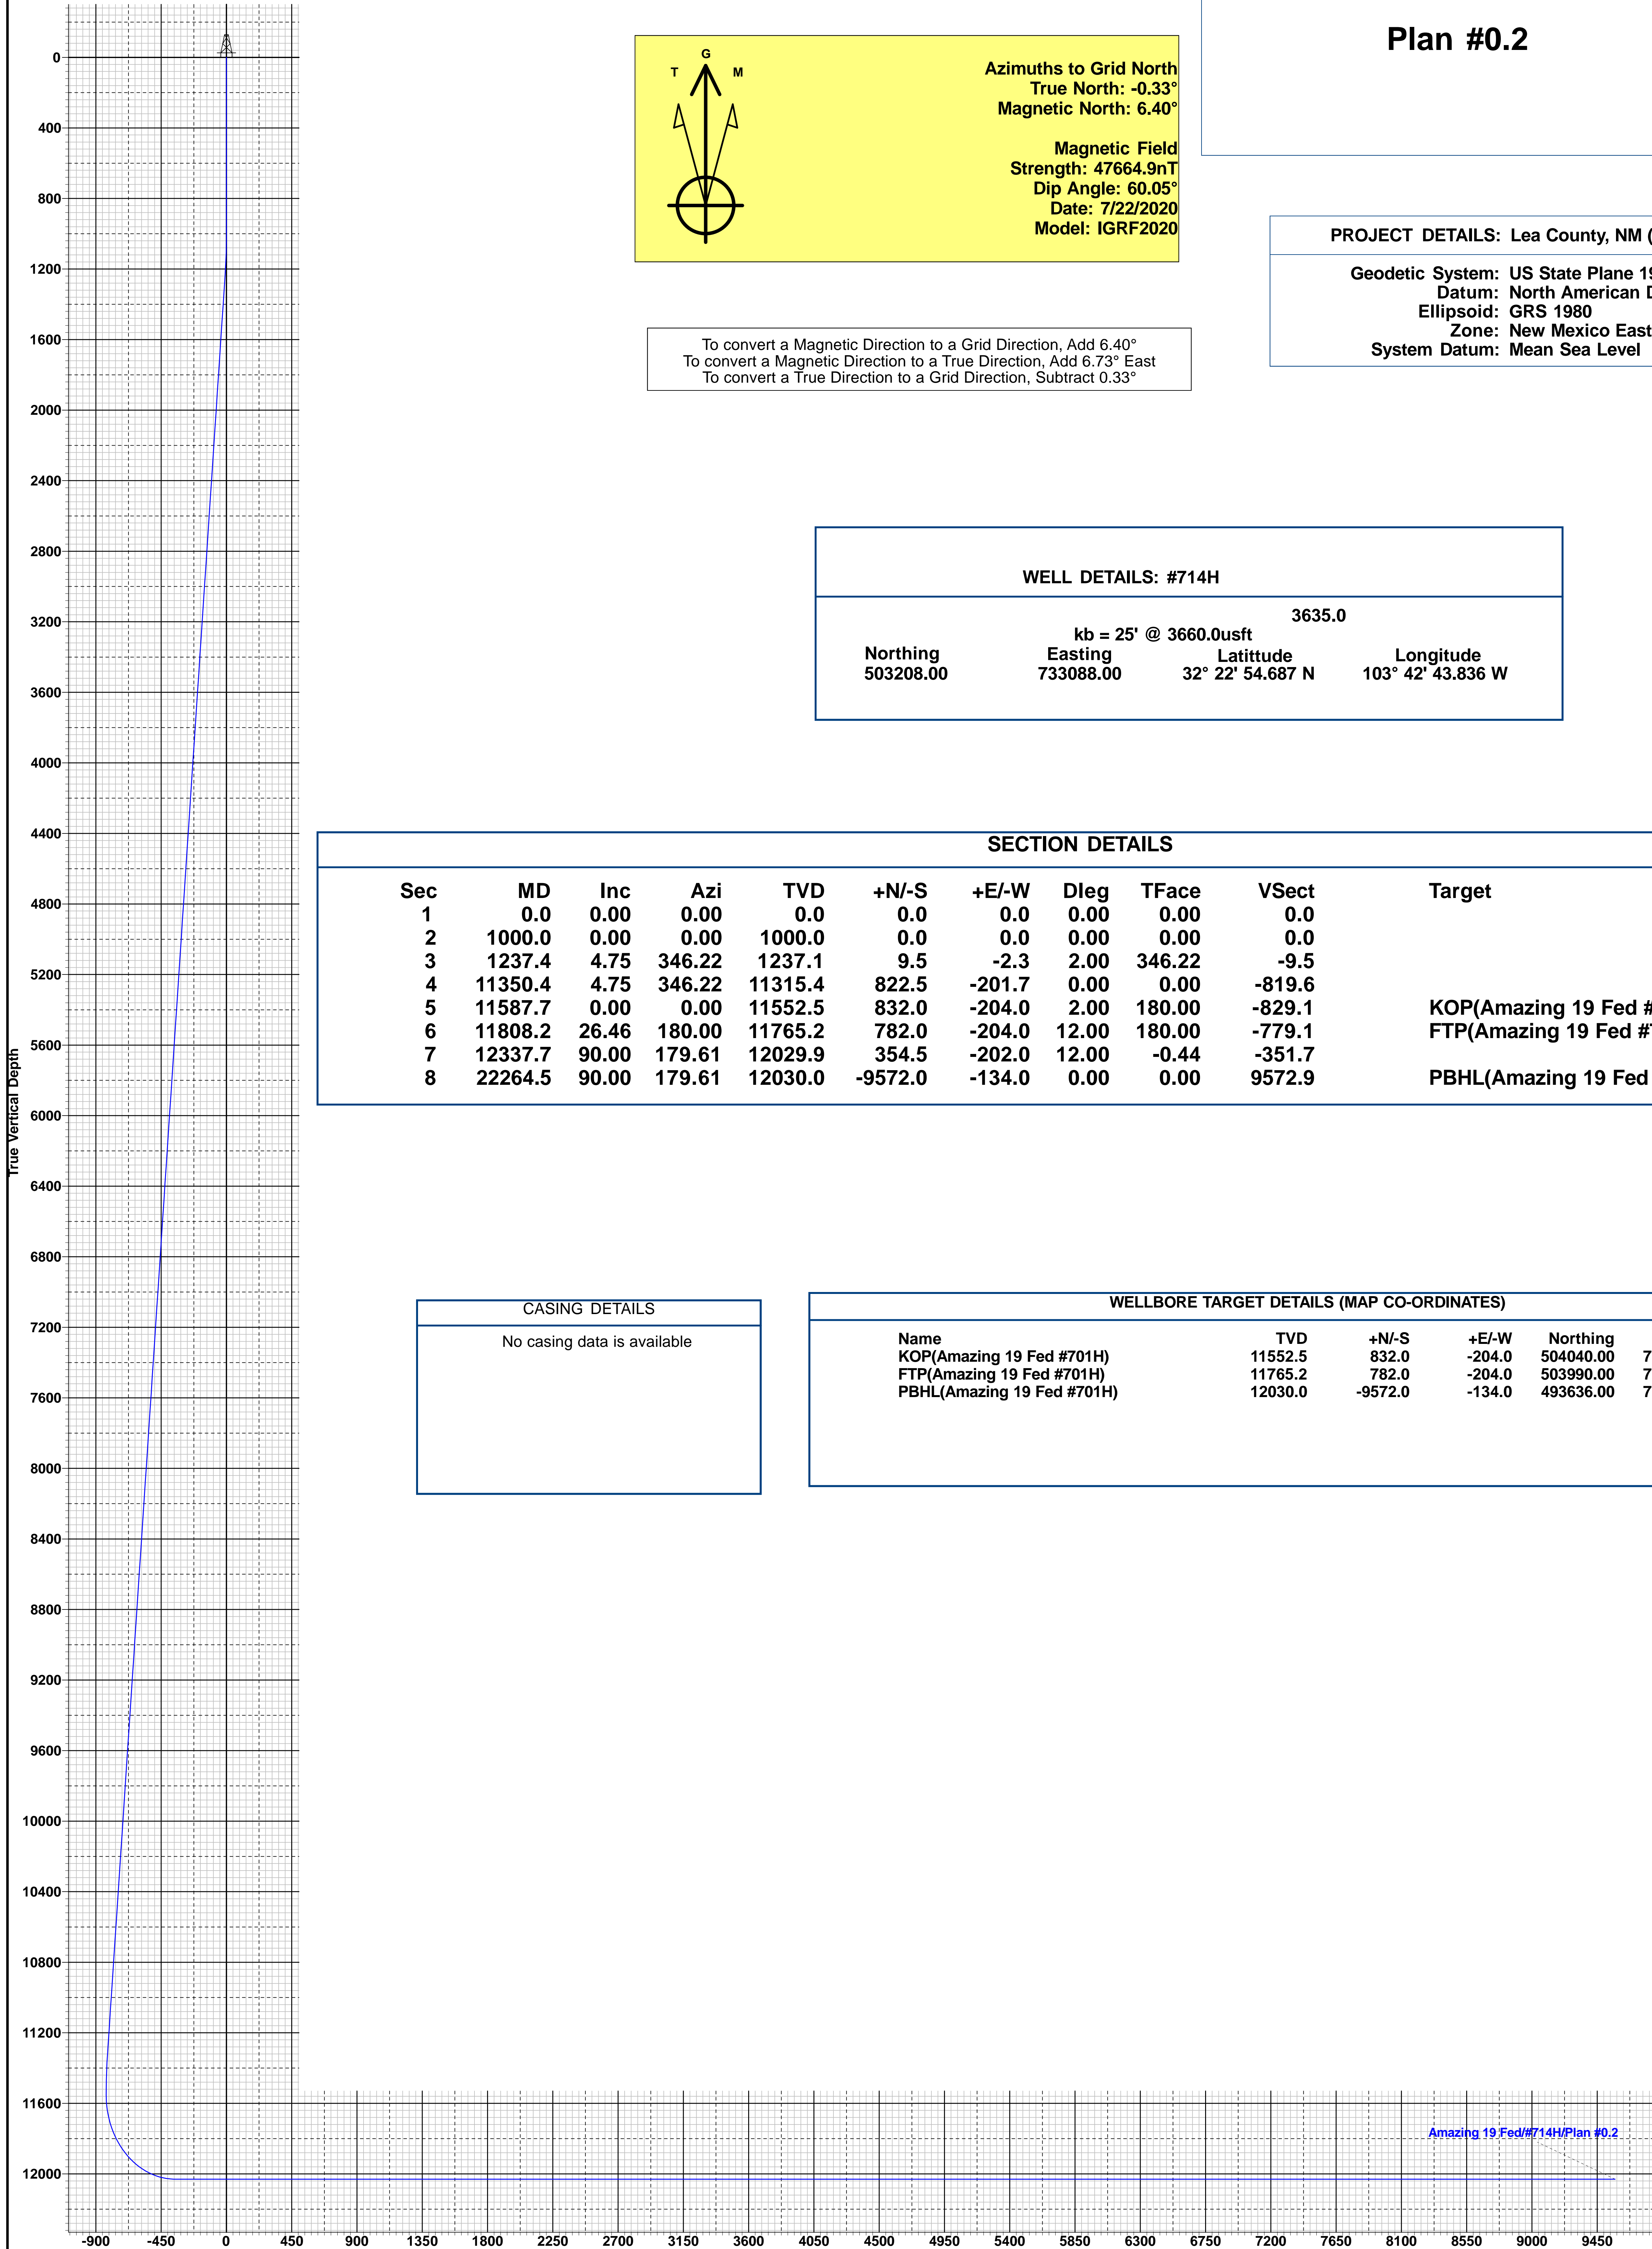 Plan #0.2
G
T M
Azimuths to Grid North
True North: -0.33°
Magnetic North: 6.40°
Magnetic Field
Strength: 47664.9nT
Dip Angle: 60.05°
Date: 7/22/2020
Model: IGRF2020
To convert a Magnetic Direction to a Grid Direction, Add 6.40°
To convert a Magnetic Direction to a True Direction, Add 6.73° East
To convert a True Direction to a Grid Direction, Subtract 0.33°
PROJECT DETAILS: Lea County, NM (
Geodetic System: US State Plane 19
Datum: North American D
Ellipsoid: GRS 1980
Zone: New Mexico East
System Datum: Mean Sea Level
WELL DETAILS: #714H
3635.0
kb = 25' @ 3660.0usft
Northing Easting Latittude Longitude
503208.00 733088.00 32° 22' 54.687 N 103° 42' 43.836 W
SECTION DETAILS
Sec MD Inc Azi TVD +N/-S +E/-W Dleg TFace VSect Target
1 0.0 0.00 0.00 0.0 0.0 0.0 0.00 0.00 0.0
2 1000.0 0.00 0.00 1000.0 0.0 0.0 0.00 0.00 0.0
3 1237.4 4.75 346.22 1237.1 9.5 -2.3 2.00 346.22 -9.5
4 11350.4 4.75 346.22 11315.4 822.5 -201.7 0.00 0.00 -819.6
5 11587.7 0.00 0.00 11552.5 832.0 -204.0 2.00 180.00 -829.1 KOP(Amazing 19 Fed #
6 11808.2 26.46 180.00 11765.2 782.0 -204.0 12.00 180.00 -779.1 FTP(Amazing 19 Fed #
7 12337.7 90.00 179.61 12029.9 354.5 -202.0 12.00 -0.44 -351.7
8 22264.5 90.00 179.61 12030.0 -9572.0 -134.0 0.00 0.00 9572.9 PBHL(Amazing 19 Fed
CASING DETAILS
No casing data is available
WELLBORE TARGET DETAILS (MAP CO-ORDINATES)
Name TVD +N/-S +E/-W Northing
KOP(Amazing 19 Fed #701H) 11552.5 832.0 -204.0 504040.00 7
FTP(Amazing 19 Fed #701H) 11765.2 782.0 -204.0 503990.00 7
PBHL(Amazing 19 Fed #701H) 12030.0 -9572.0 -134.0 493636.00 7
True Vertical Depth
0
400
800
1200
1600
2000
2400
2800
3200
3600
4000
4400
4800
5200
5600
6000
6400
6800
7200
7600
8000
8400
8800
9200
9600
10000
10400
10800
11200
11600
12000
Amazing 19 Fed/#714H/Plan #0.2
-900 -450 0 450 900 1350 1800 2250 2700 3150 3600 4050 4500 4950 5400 5850 6300 6750 7200 7650 8100 8550 9000 9450